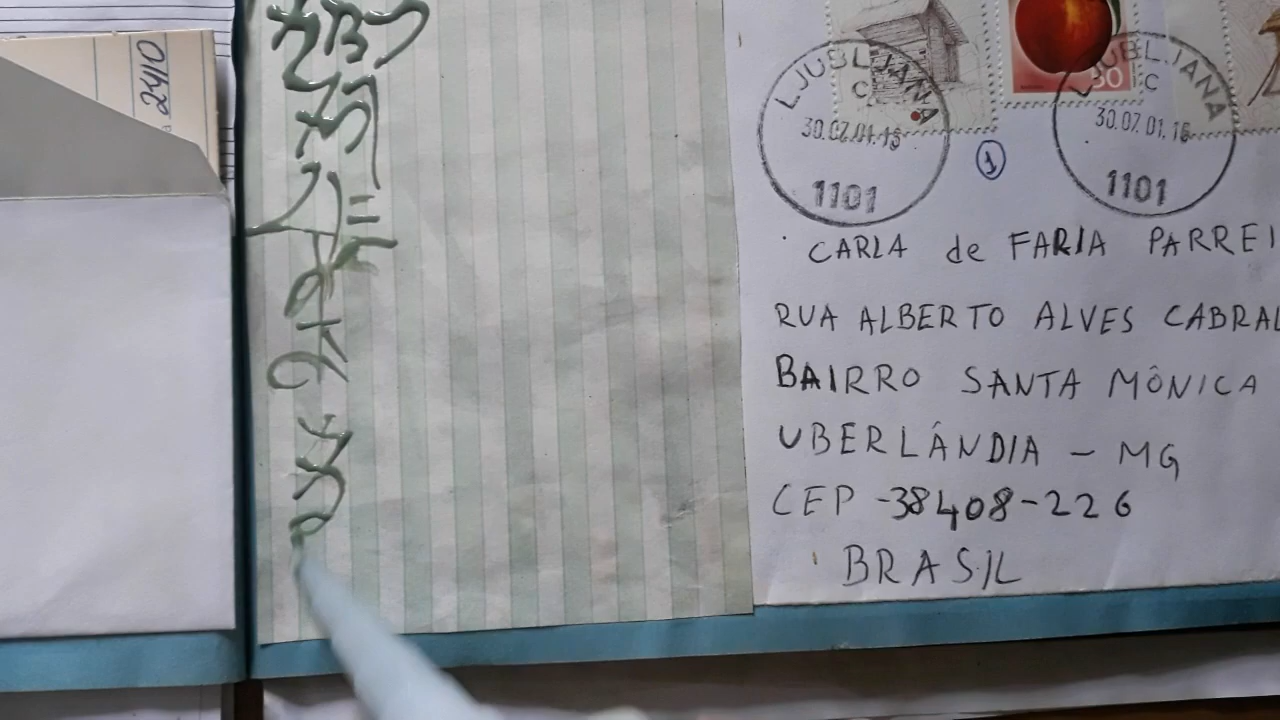 2410
LJUBLJANA
C
30.07.01.16
1101
30
LJUBLJANA
C
30.07.01.16
1101
1
CARLA de FARIA PARREI
RUA ALBERTO ALVES CABRAL
BAIRRO SANTA MÔNICA
UBERLÁNDIA - MG
CEP -38408-226
BRASIL